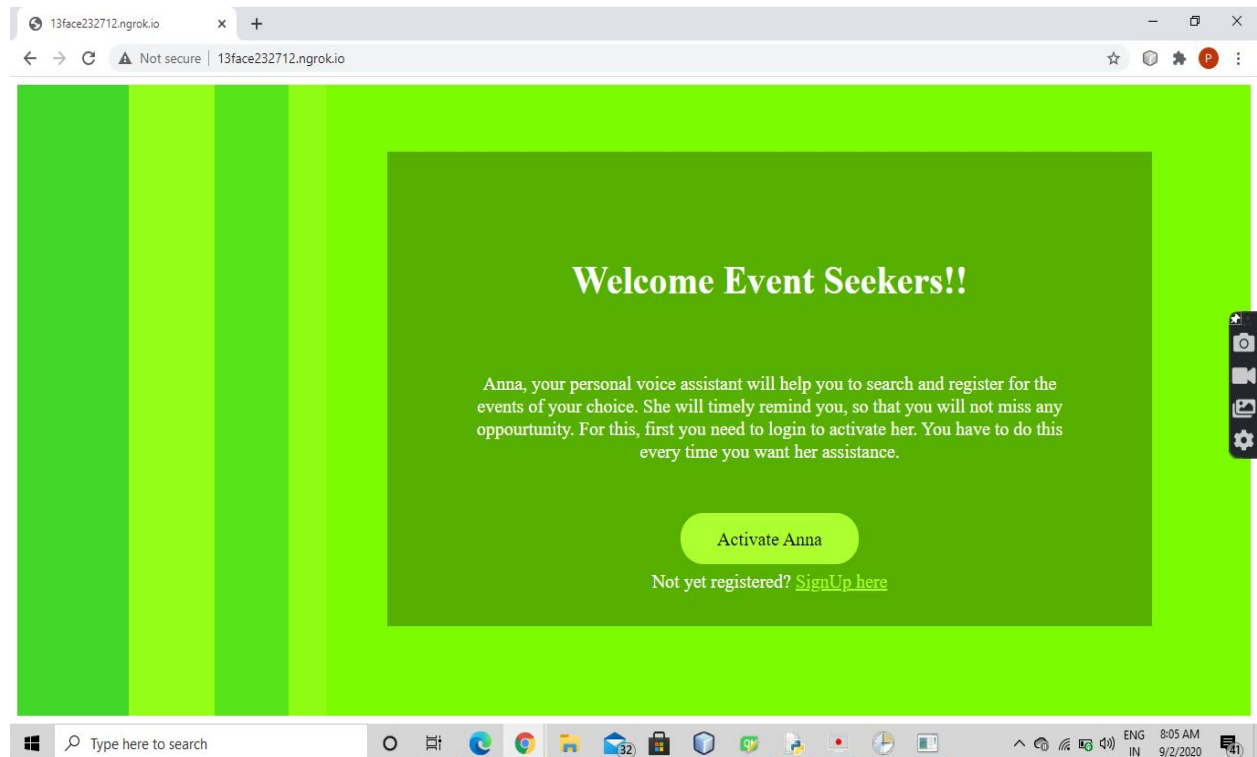 13face232712.ngrok.io
Not secure | 13face232712.ngrok.io
P
Welcome Event Seekers!!
Anna, your personal voice assistant will help you to search and register for the
events of your choice. She will timely remind you, so that you will not miss any
oppourtunity. For this, first you need to login to activate her. You have to do this
every time you want her assistance.
Activate Anna
Not yet registered? SignUp here
Type here to search
32
ENG
IN
8:05 AM
9/2/2020
41